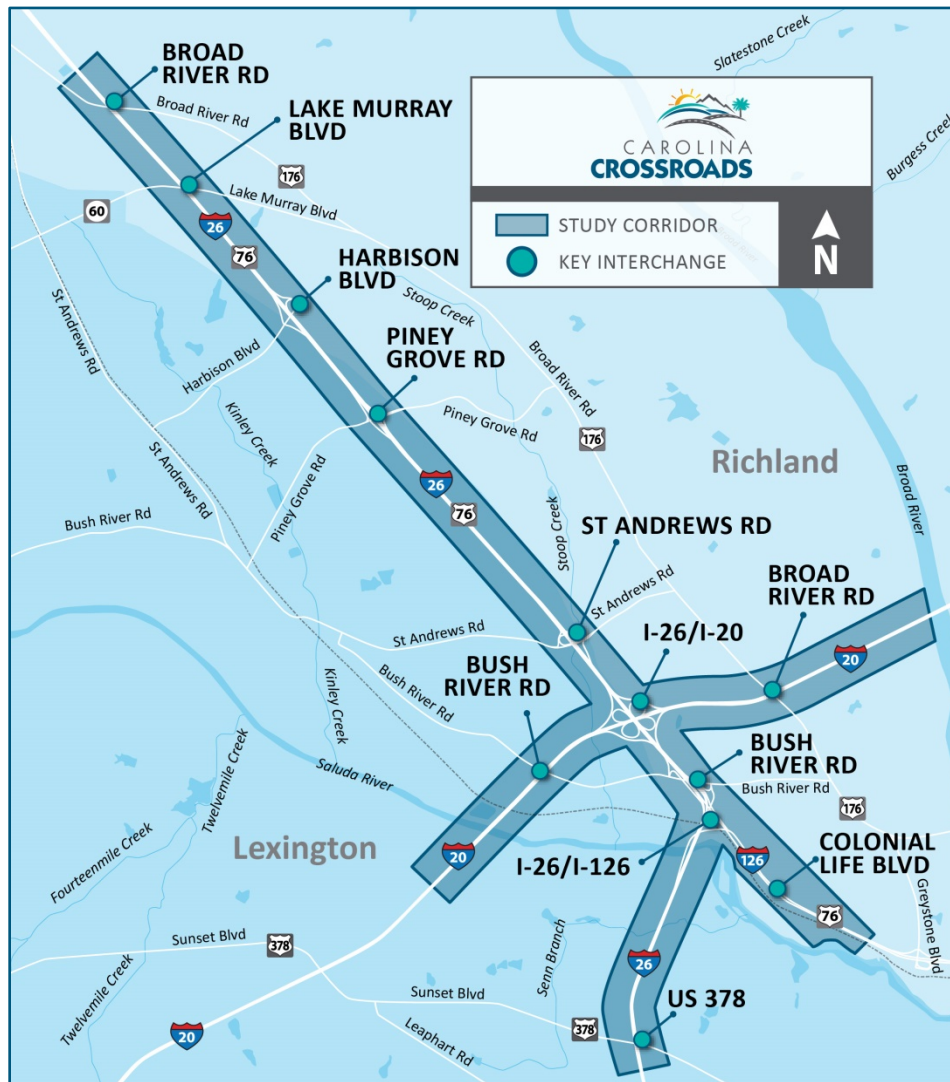 BROAD
RIVER RD
Slatestone Creek
Broad River Rd
LAKE MURRAY
BLVD
CAROLINA
CROSSROADS
Burgess Creek
176
60
Lake Murray Blvd
26
STUDY CORRIDOR
KEY INTERCHANGE
N
76
HARBISON
BLVD
Stoop Creek
St Andrews Rd
PINEY
GROVE RD
Harbison Blvd
Broad River Rd
Kinley Creek
Piney Grove Rd
176
Richland
St Andrews Rd
Piney Grove Rd
26
76
Broad River
Bush River Rd
Stoop Creek
ST ANDREWS RD
BROAD
RIVER RD
St Andrews Rd
St Andrews Rd
I-26/I-20
20
BUSH
RIVER RD
Bush River Rd
Kinley Creek
BUSH
RIVER RD
Bush River Rd
Saluda River
Twelvemile Creek
176
Lexington
20
I-26/I-126
126
COLONIAL
LIFE BLVD
Fourteenmile Creek
76
Greystone Blvd
Sunset Blvd
378
Senn Branch
26
Twelvemile Creek
Sunset Blvd
US 378
378
20
Leaphart Rd